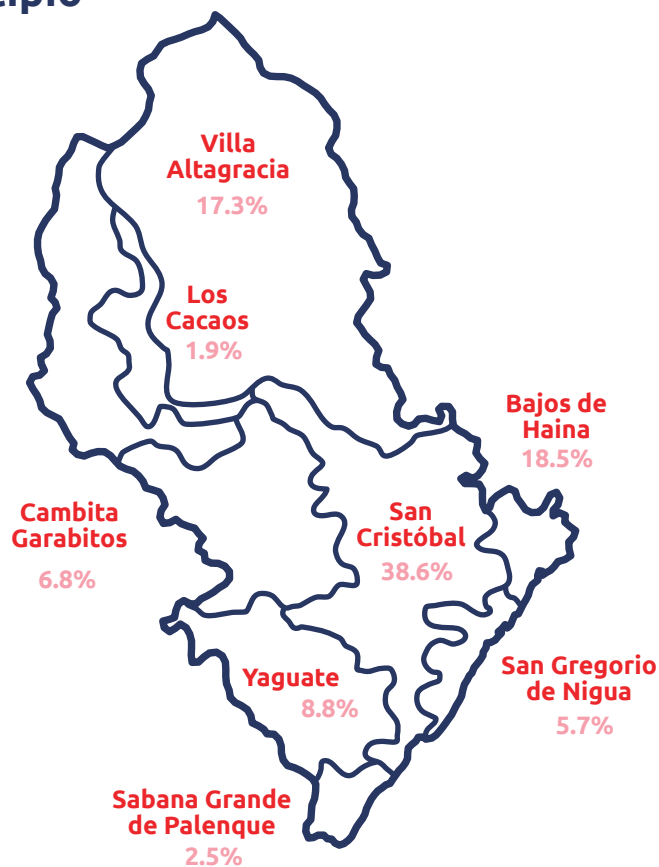 Villa
Altagracia
17.3%
Los
Cacaos
1.9%
Bajos de
Haina
18.5%
Cambita
Garabitos
6.8%
San
Cristóbal
38.6%
Yaguate
8.8%
San Gregorio
de Nigua
5.7%
Sabana Grande
de Palenque
2.5%